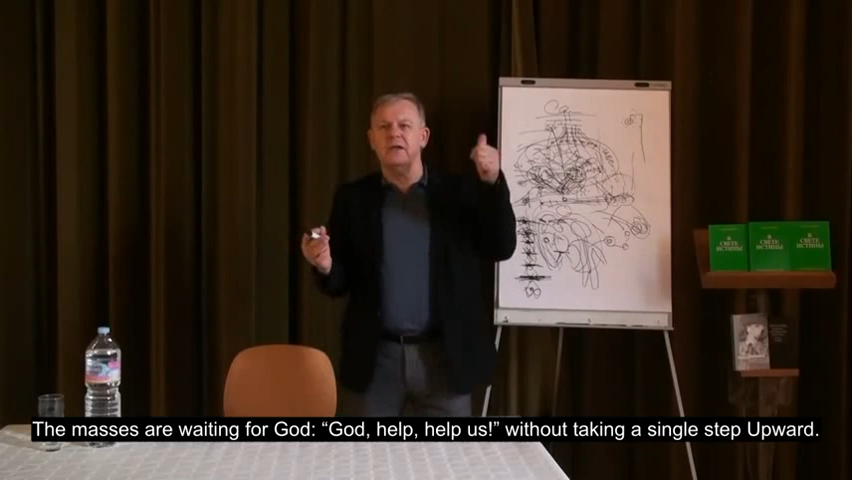 В
СВЕТЕ
ИСТИНЫ
В
СВЕТЕ
ИСТИНЫ
В
СВЕТЕ
ИСТИНЫ
The masses are waiting for God: “God, help, help us!” without taking a single step Upward.